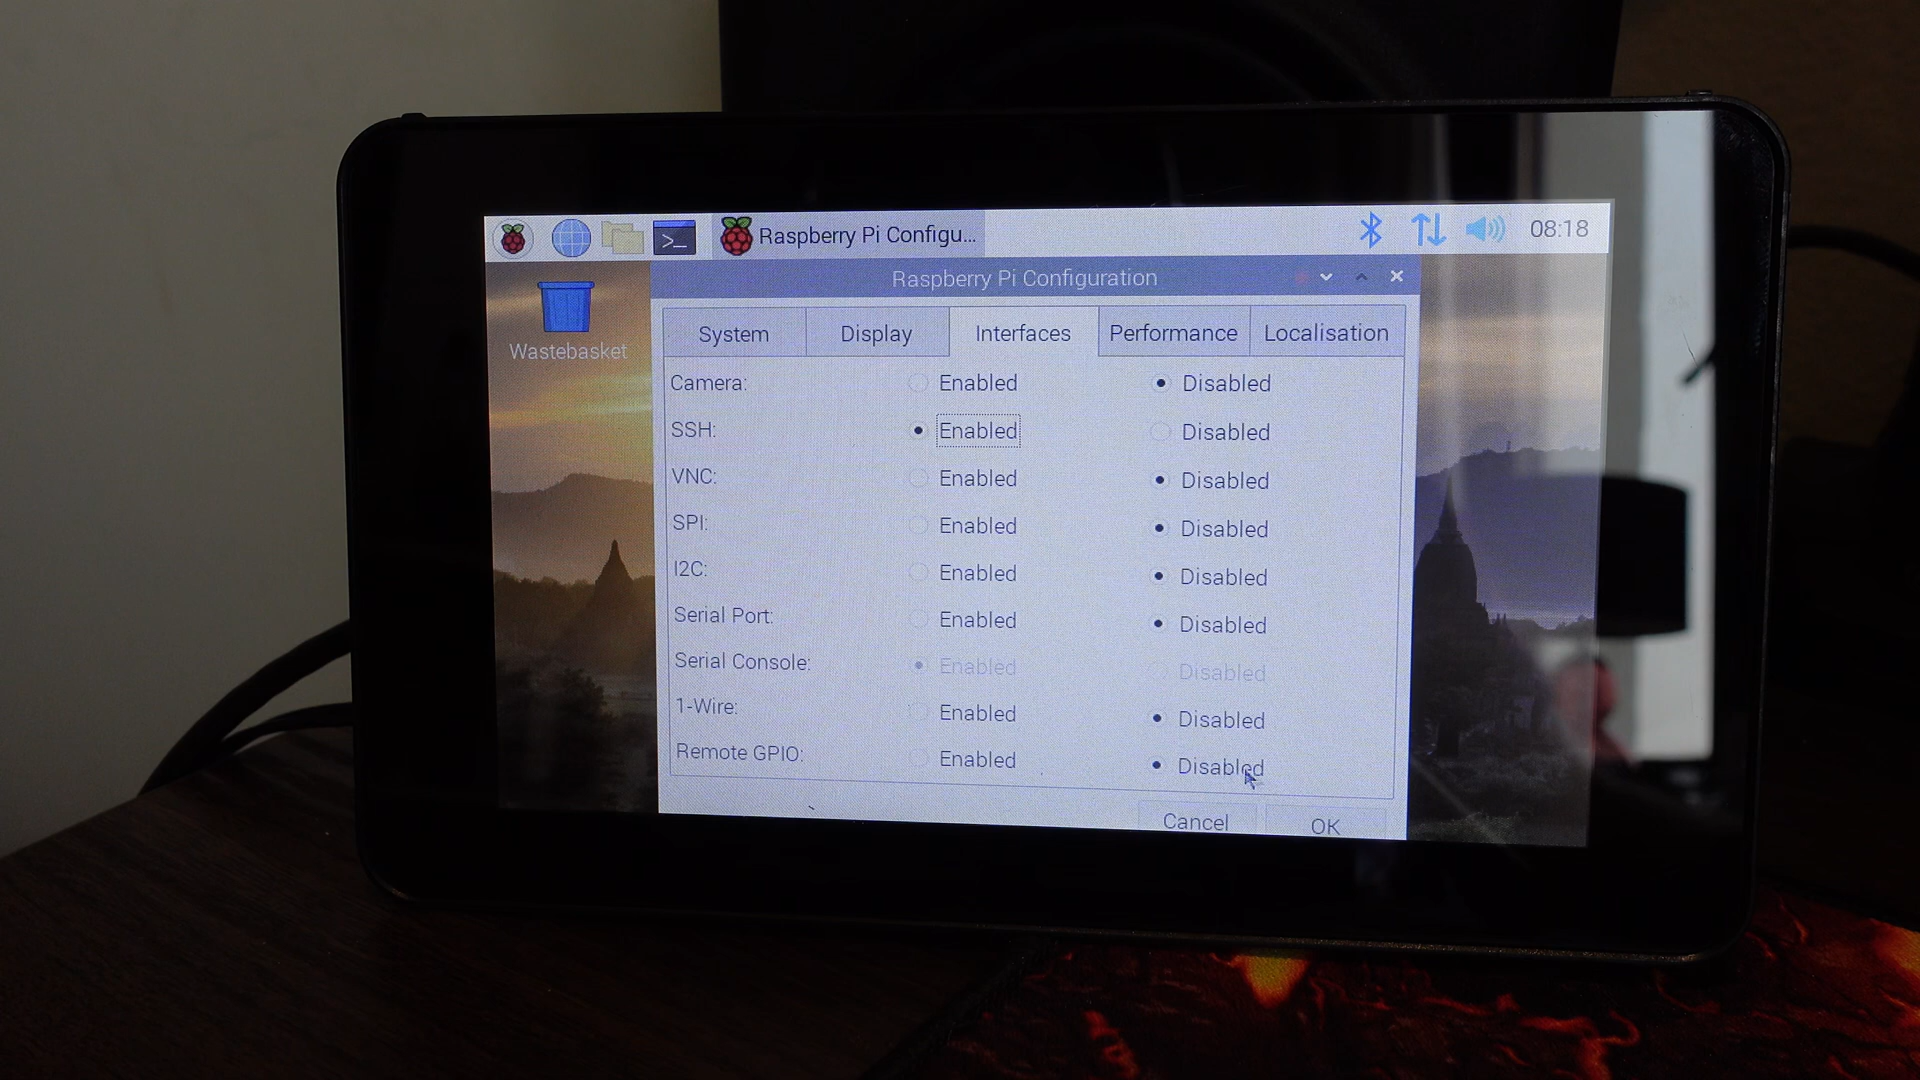 >_ Raspberry Pi Configu... 08:18
Raspberry Pi Configuration
Wastebasket
System Display Interfaces Performance Localisation
Camera: Enabled Disabled
SSH: Enabled Disabled
VNC: Enabled Disabled
SPI: Enabled Disabled
I2C: Enabled Disabled
Serial Port: Enabled Disabled
Serial Console: Enabled Disabled
1-Wire: Enabled Disabled
Remote GPIO: Enabled Disabled
Cancel OK